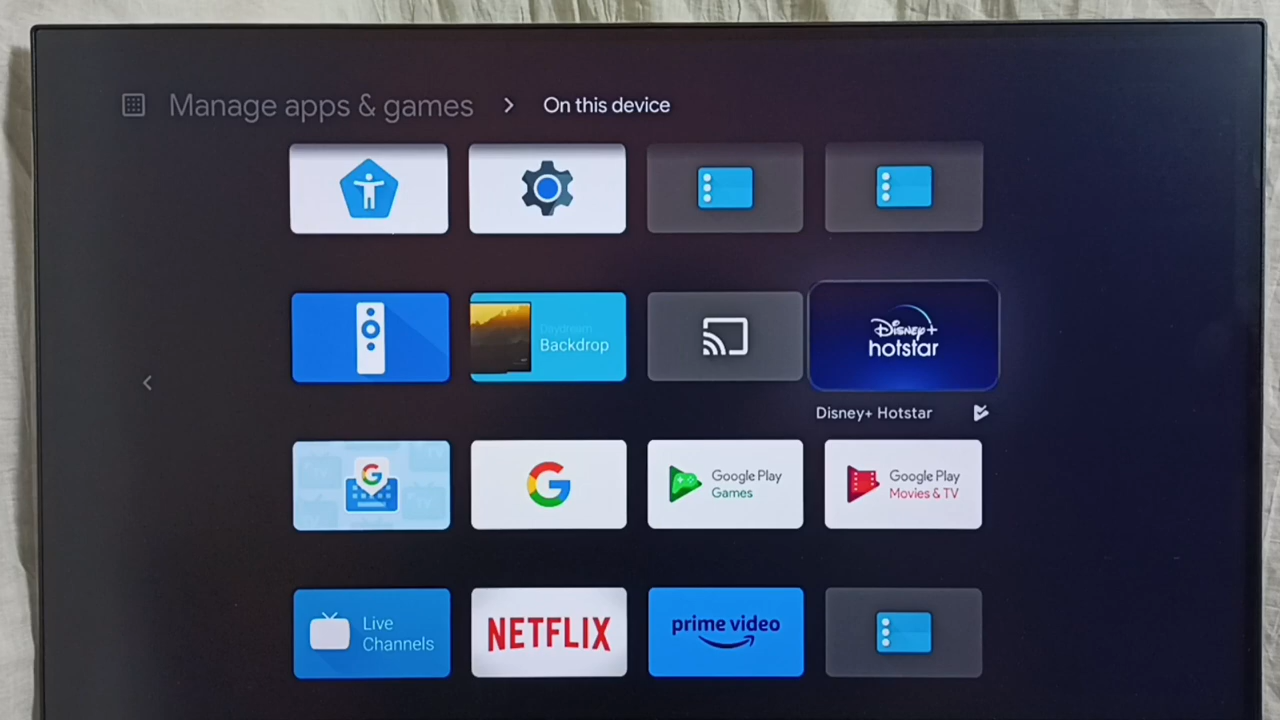 Manage apps & games > On this device
Daydream
Backdrop
Disney+
hotstar
Disney+ Hotstar
G
G
Google Play
Games
Google Play
Movies & TV
Live
Channels
NETFLIX
prime video